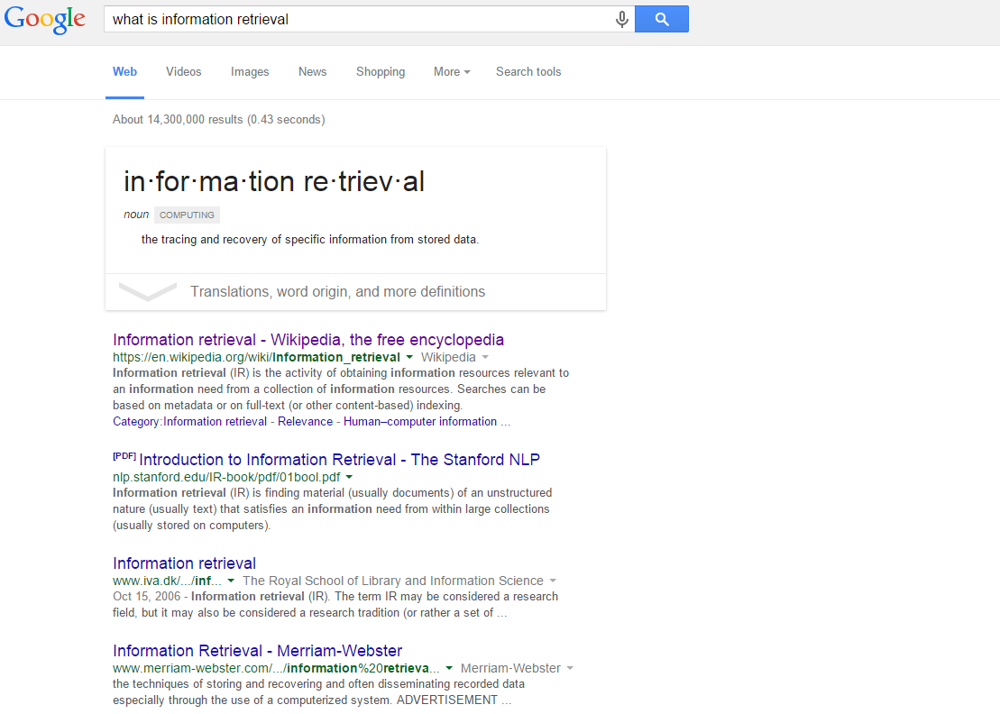 Google
what is information retrieval
Web Videos Images News Shopping More Search tools
About 14,300,000 results (0.43 seconds)
in·for·ma·tion re·triev·al
noun COMPUTING
the tracing and recovery of specific information from stored data.
Translations, word origin, and more definitions
Information retrieval - Wikipedia, the free encyclopedia
https://en.wikipedia.org/wiki/Information_retrieval Wikipedia
Information retrieval (IR) is the activity of obtaining information resources relevant to
an information need from a collection of information resources. Searches can be
based on metadata or on full-text (or other content-based) indexing.
Category:Information retrieval - Relevance - Human–computer information ...
[PDF] Introduction to Information Retrieval - The Stanford NLP
nlp.stanford.edu/IR-book/pdf/01bool.pdf
Information retrieval (IR) is finding material (usually documents) of an unstructured
nature (usually text) that satisfies an information need from within large collections
(usually stored on computers).
Information retrieval
www.iva.dk/.../inf... The Royal School of Library and Information Science
Oct 15, 2006 - Information retrieval (IR). The term IR may be considered a research
field, but it may also be considered a research tradition (or rather a set of ...
Information Retrieval - Merriam-Webster
www.merriam-webster.com/.../information%20retrieva... Merriam-Webster
the techniques of storing and recovering and often disseminating recorded data
especially through the use of a computerized system. ADVERTISEMENT ...